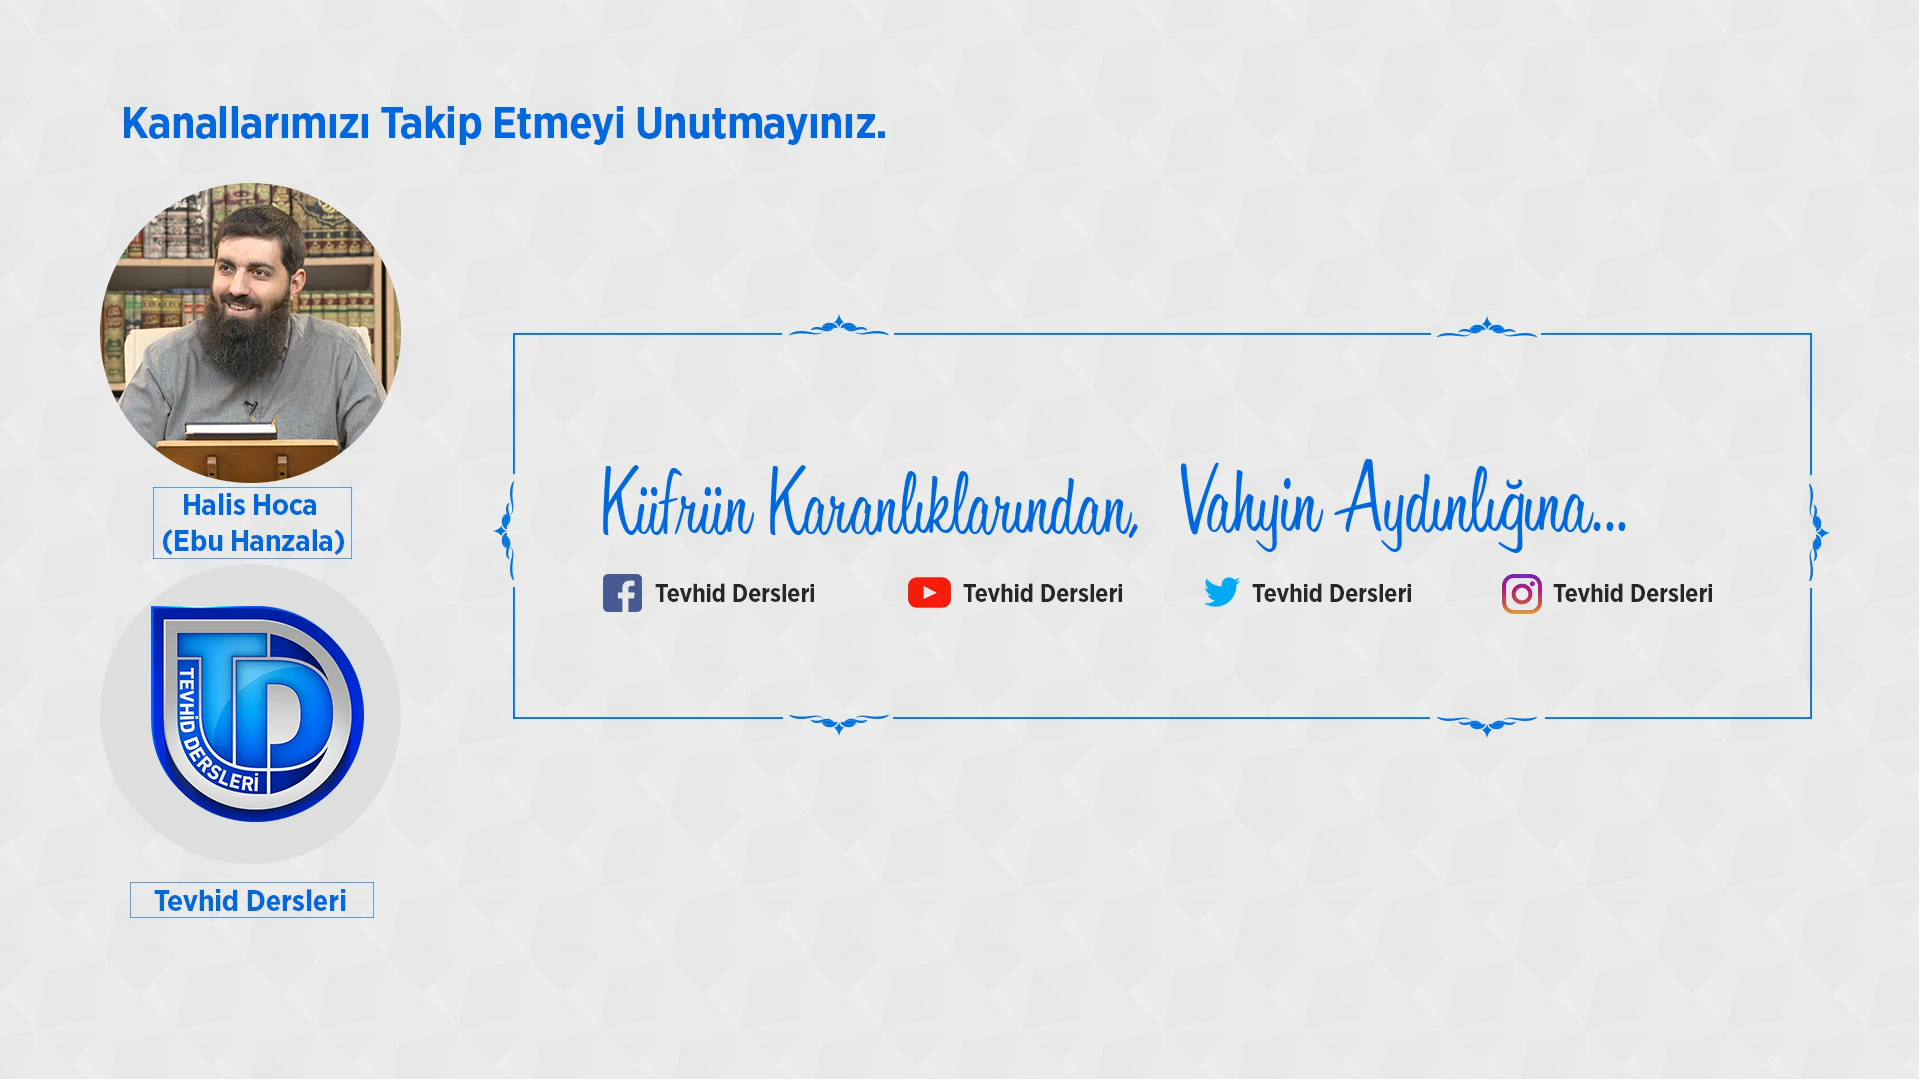 Kanallarımızı Takip Etmeyi Unutmayınız.
Halis Hoca
(Ebu Hanzala)
TD
TEVHİD DERSLERİ
Tevhid Dersleri
Küfrün Karanlıklarından, Vahyin Aydınlığına...
Tevhid Dersleri Tevhid Dersleri Tevhid Dersleri Tevhid Dersleri